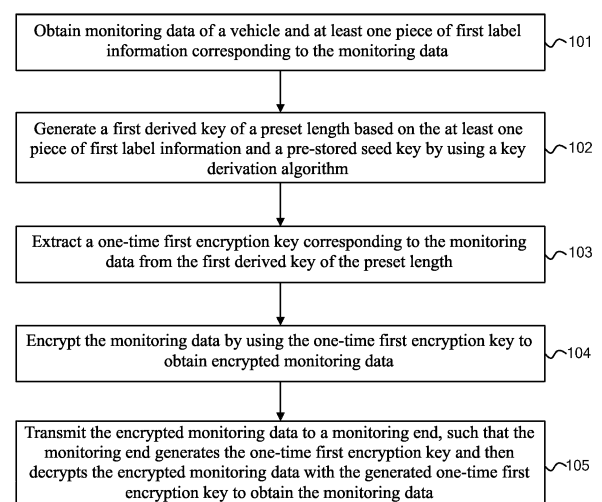 Obtain monitoring data of a vehicle and at least one piece of first label
information corresponding to the monitoring data
101
Generate a first derived key of a preset length based on the at least one
piece of first label information and a pre-stored seed key by using a key
derivation algorithm
102
Extract a one-time first encryption key corresponding to the monitoring
data from the first derived key of the preset length
103
Encrypt the monitoring data by using the one-time first encryption key to
obtain encrypted monitoring data
104
Transmit the encrypted monitoring data to a monitoring end, such that the
monitoring end generates the one-time first encryption key and then
decrypts the encrypted monitoring data with the generated one-time first
encryption key to obtain the monitoring data
105